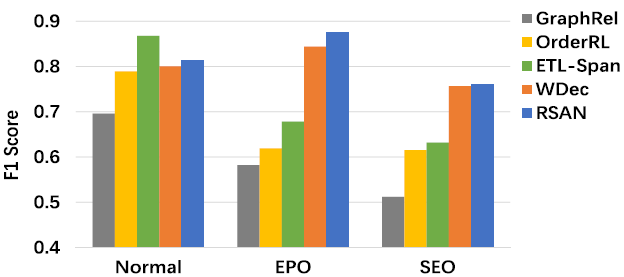 F1 Score
0.9
0.8
0.7
0.6
0.5
0.4
Normal
EPO
SEO
GraphRel
OrderRL
ETL-Span
WDec
RSAN